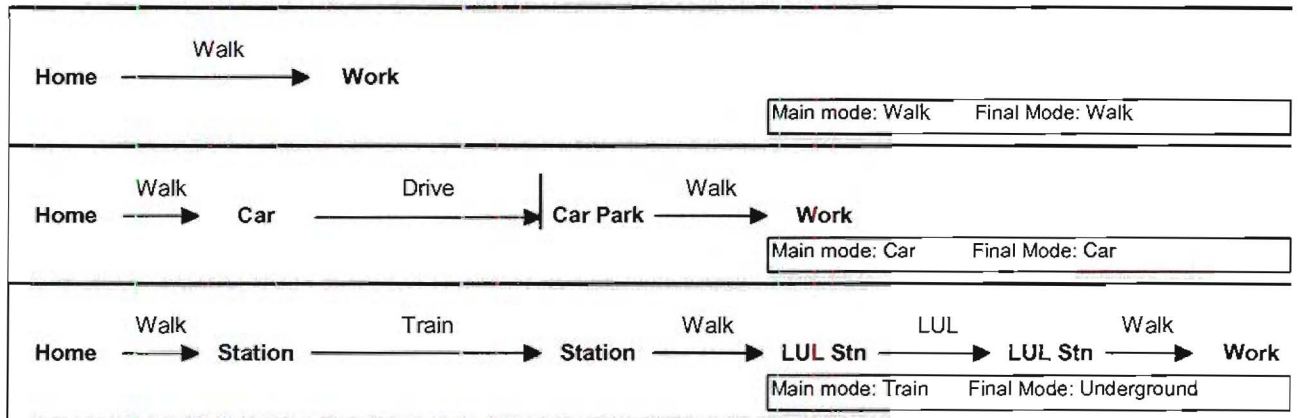 Walk
Home Work
Main mode: Walk Final Mode: Walk
Walk Drive Walk
Home Car Car Park Work
Main mode: Car Final Mode: Car
Walk Train Walk LUL Walk
Home Station Station LUL Stn LUL Stn Work
Main mode: Train Final Mode: Underground